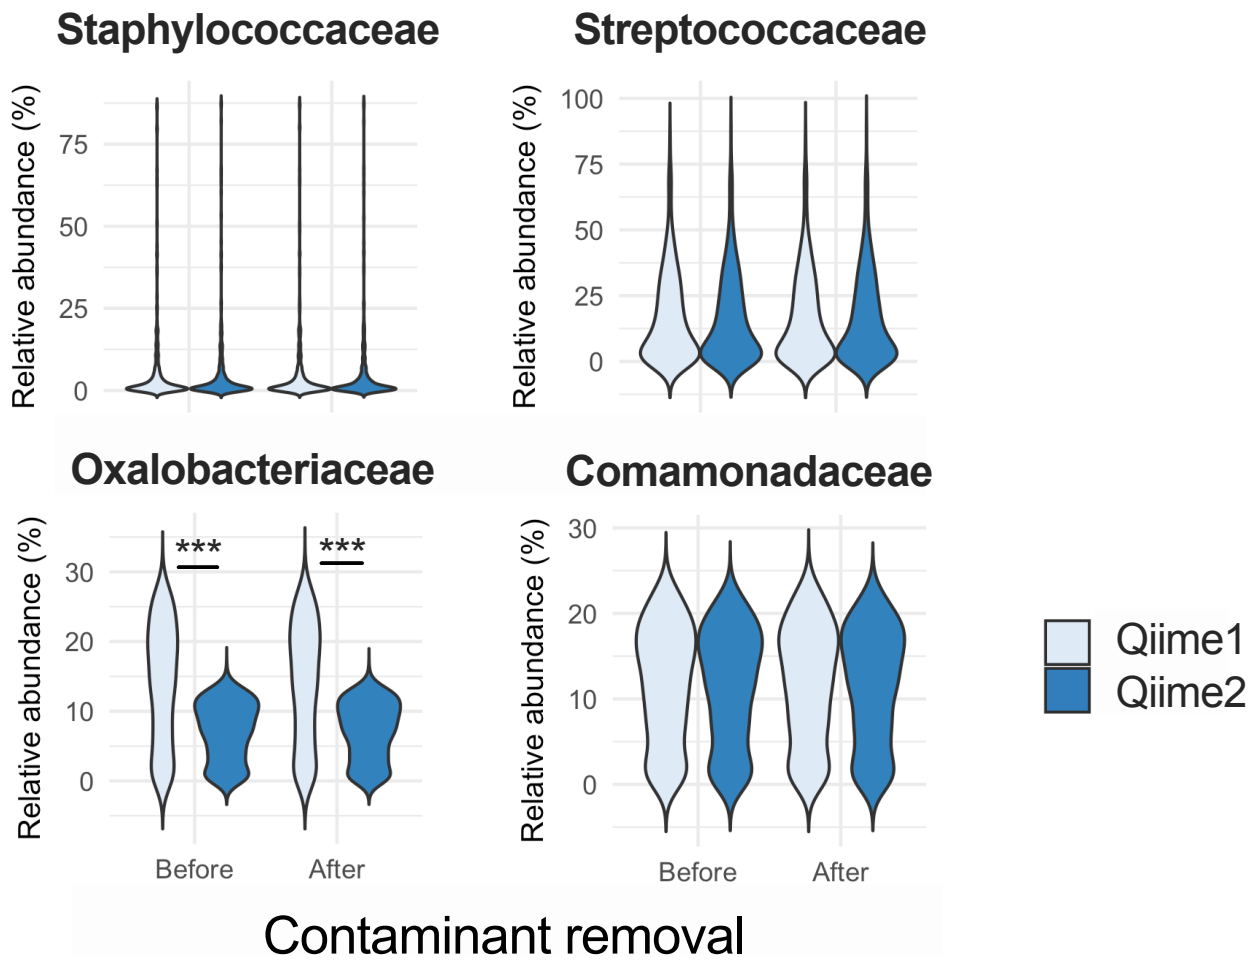 Staphylococcaceae
Relative abundance (%)
75
50
25
0
Streptococcaceae
Relative abundance (%)
100
75
50
25
0
Oxalobacteriaceae
Relative abundance (%)
30
20
10
0
***
***
Before
After
Comamonadaceae
Relative abundance (%)
30
20
10
0
Before
After
Qiime1
Qiime2
Contaminant removal